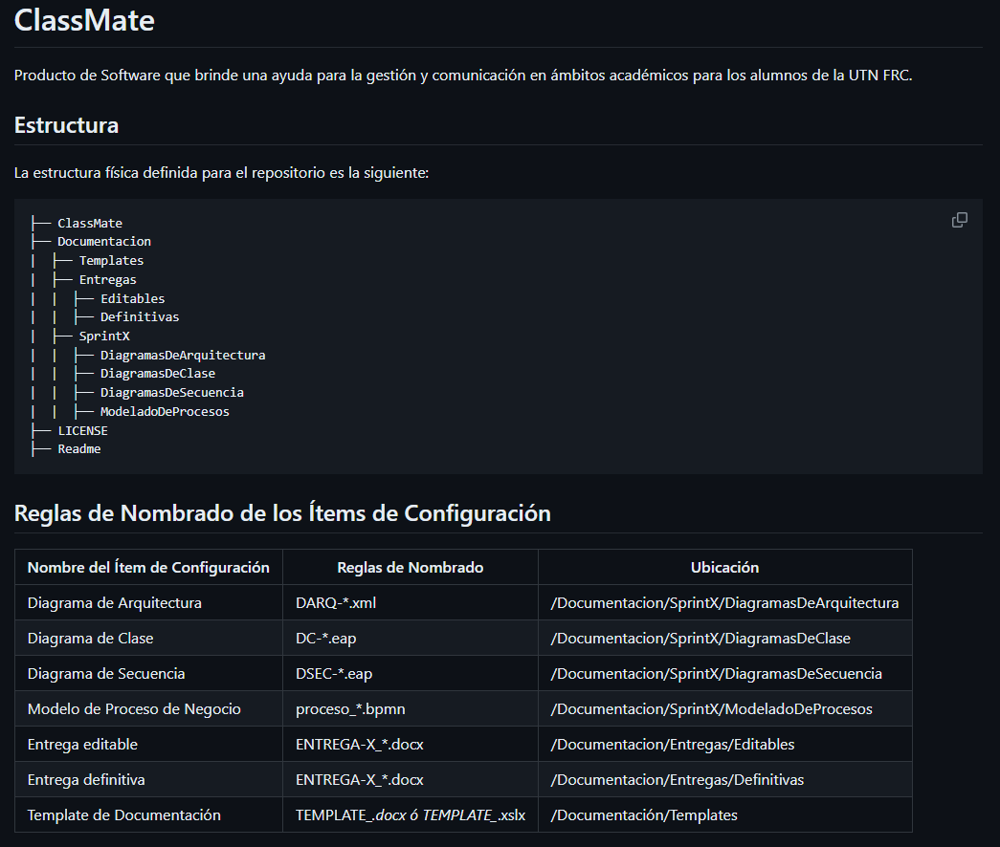 ClassMate
Producto de Software que brinde una ayuda para la gestión y comunicación en ámbitos académicos para los alumnos de la UTN FRC.
Estructura
La estructura física definida para el repositorio es la siguiente:
├── ClassMate
├── Documentacion
|  ├── Templates
|  ├── Entregas
|  |  ├── Editables
|  |  ├── Definitivas
|  ├── SprintX
|  |  ├── DiagramasDeArquitectura
|  |  ├── DiagramasDeClase
|  |  ├── DiagramasDeSecuencia
|  |  ├── ModeladoDeProcesos
├── LICENSE
├── Readme
Reglas de Nombrado de los Ítems de Configuración
Nombre del Ítem de Configuración Reglas de Nombrado Ubicación
Diagrama de Arquitectura DARQ-*.xml /Documentacion/SprintX/DiagramasDeArquitectura
Diagrama de Clase DC-*.eap /Documentacion/SprintX/DiagramasDeClase
Diagrama de Secuencia DSEC-*.eap /Documentacion/SprintX/DiagramasDeSecuencia
Modelo de Proceso de Negocio proceso_*.bpmn /Documentacion/SprintX/ModeladoDeProcesos
Entrega editable ENTREGA-X_*.docx /Documentacion/Entregas/Editables
Entrega definitiva ENTREGA-X_*.docx /Documentacion/Entregas/Definitivas
Template de Documentación TEMPLATE_.docx ó TEMPLATE_.xslx /Documentación/Templates